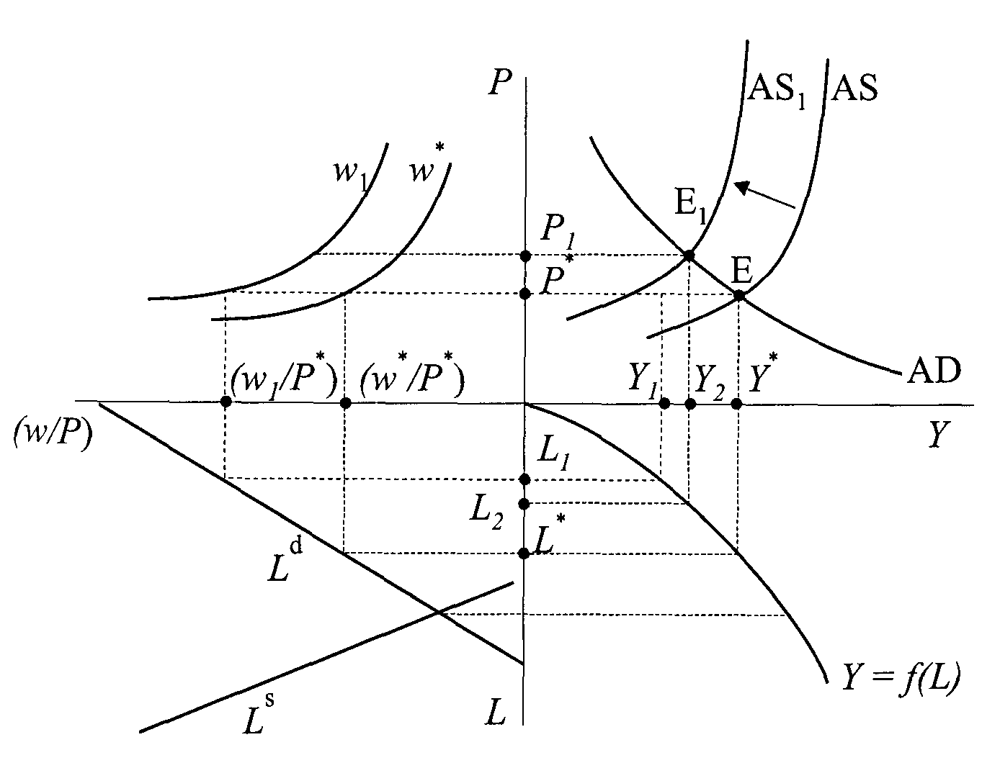 P
AS₁
AS
w₁
w*
E₁
P₁
P*
E
(w₁/P*)
(w*/P*)
Y₁
Y₂
Y*
AD
(w/P)
Y
L₁
L₂
L*
Lᵈ
Lˢ
L
Y = f(L)